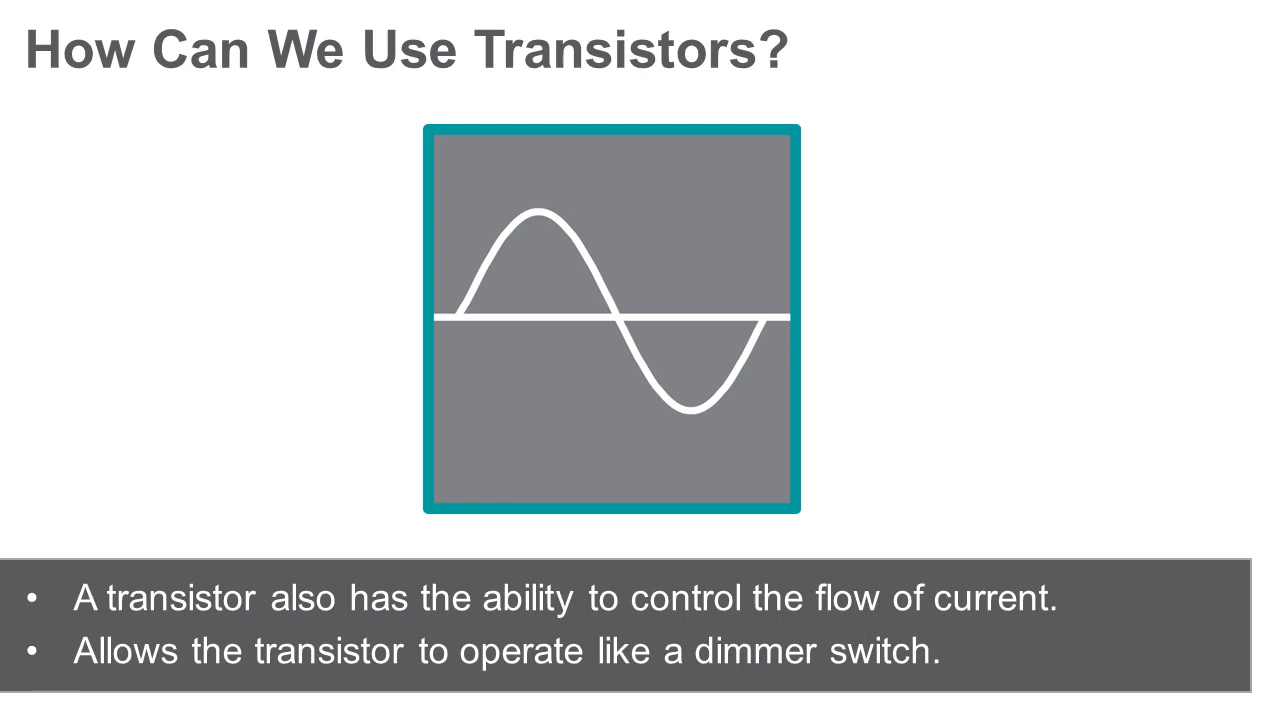 How Can We Use Transistors?
• A transistor also has the ability to control the flow of current.
• Allows the transistor to operate like a dimmer switch.